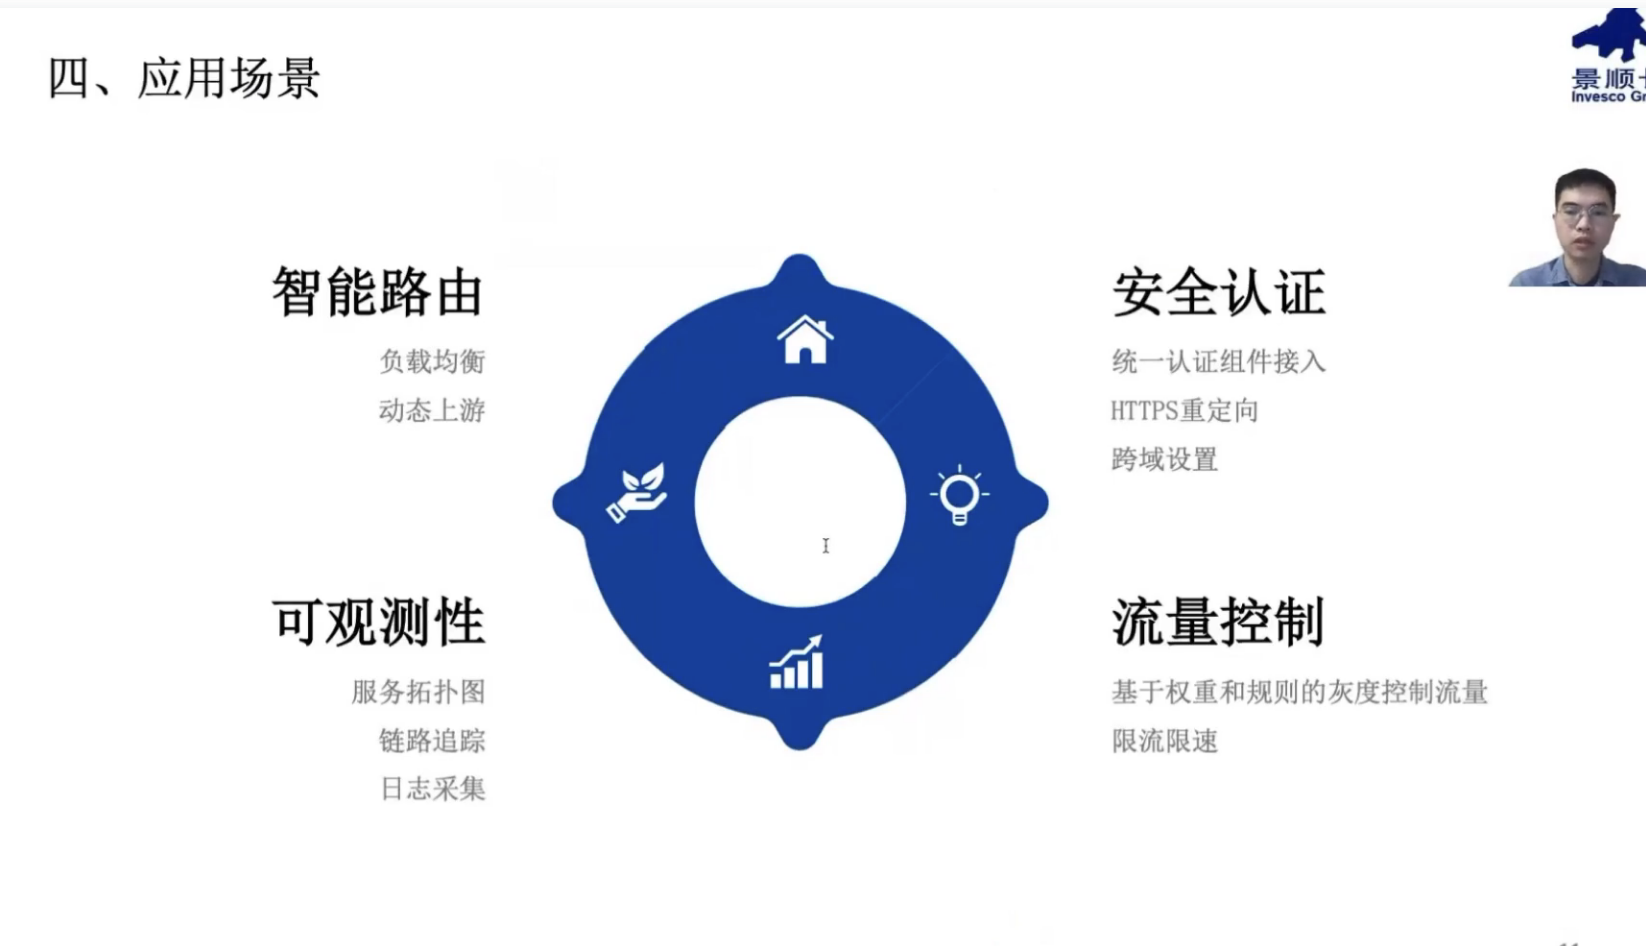 四、应用场景
景顺
Invesco
智能路由
负载均衡
动态上游
安全认证
统一认证组件接入
HTTPS重定向
跨域设置
可观测性
服务拓扑图
链路追踪
日志采集
流量控制
基于权重和规则的灰度控制流量
限流限速